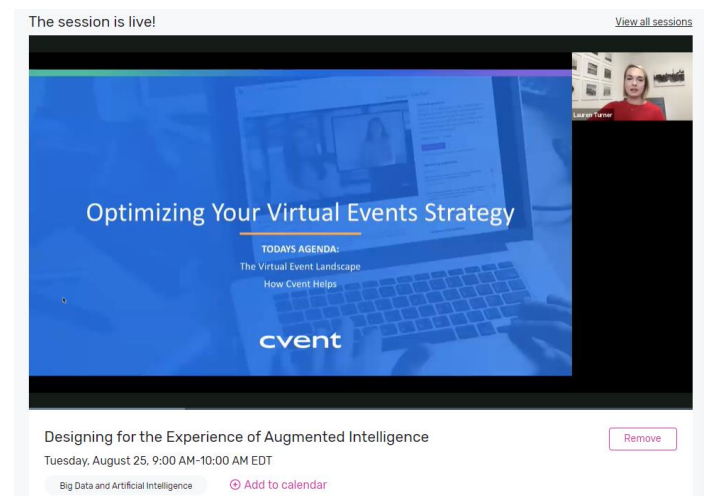 The session is live!
View all sessions
Lauren Turner
Optimizing Your Virtual Events Strategy
TODAYS AGENDA:
The Virtual Event Landscape
How Cvent Helps
cvent
Designing for the Experience of Augmented Intelligence
Remove
Tuesday, August 25, 9:00 AM-10:00 AM EDT
Big Data and Artificial Intelligence
Add to calendar